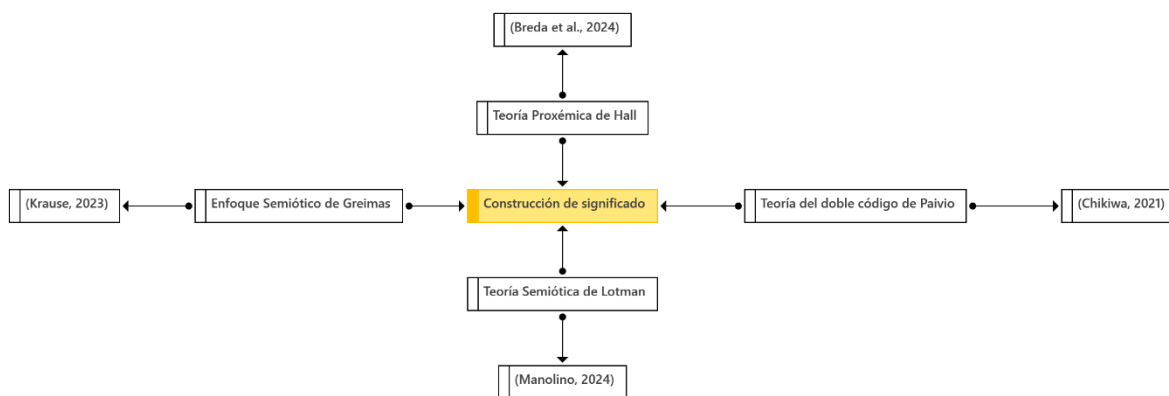 (Breda et al., 2024)
Teoría Proxémica de Hall
(Krause, 2023)
Enfoque Semiótico de Greimas
Construcción de significado
Teoría del doble código de Paivio
(Chikiwa, 2021)
Teoría Semiótica de Lotman
(Manolino, 2024)